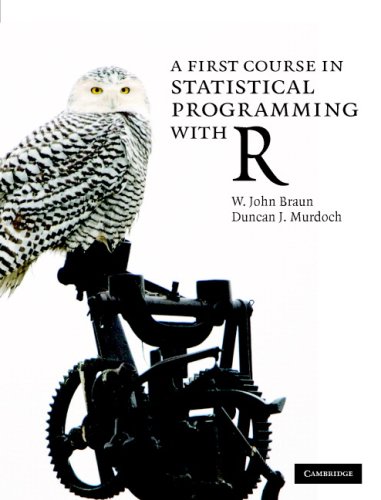 A FIRST COURSE IN
STATISTICAL
PROGRAMMING
WITH R
W. John Braun
Duncan J. Murdoch
CAMBRIDGE